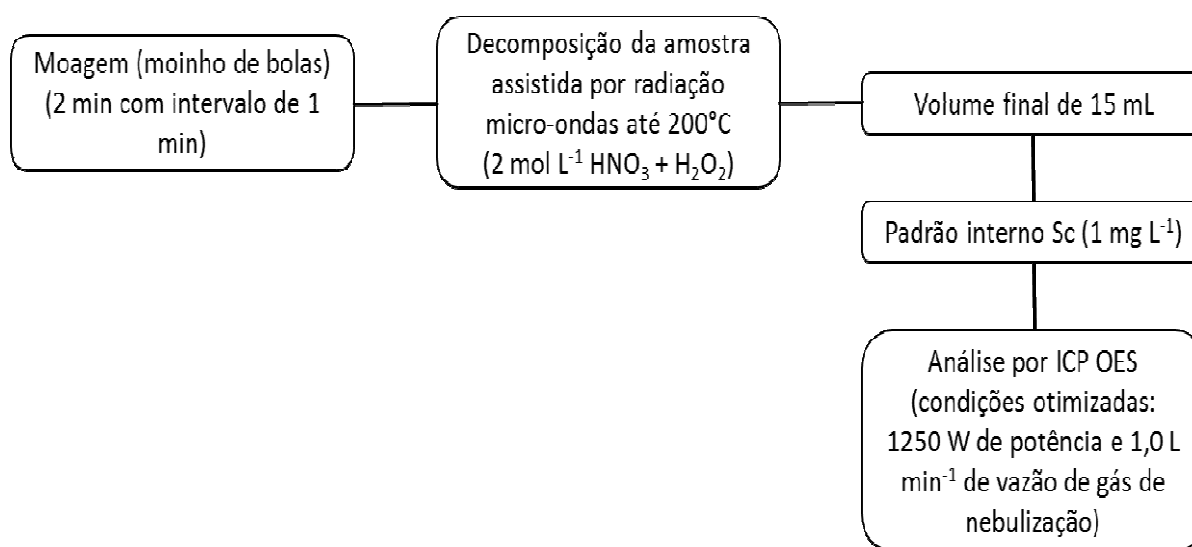 Moagem (moinho de bolas)
(2 min com intervalo de 1
min)
Decomposição da amostra
assistida por radiação
micro-ondas até 200°C
(2 mol L⁻¹ HNO₃ + H₂O₂)
Volume final de 15 mL
Padrão interno Sc (1 mg L⁻¹)
Análise por ICP OES
(condições otimizadas:
1250 W de potência e 1,0 L
min⁻¹ de vazão de gás de
nebulização)